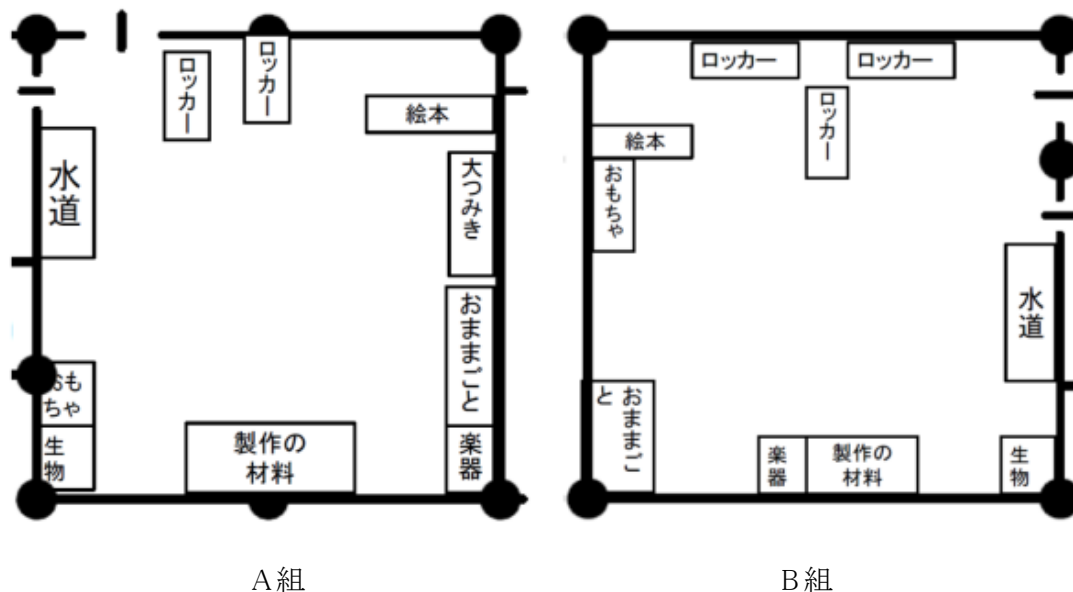 ロッカー
ロッカー
絵本
水道
大つみき
おままごと
おもちゃ
生物
製作の
材料
楽器
ロッカー
ロッカー
ロッカー
絵本
おもちゃ
水道
おままご
と
楽器
製作の
材料
生物
A組
B組